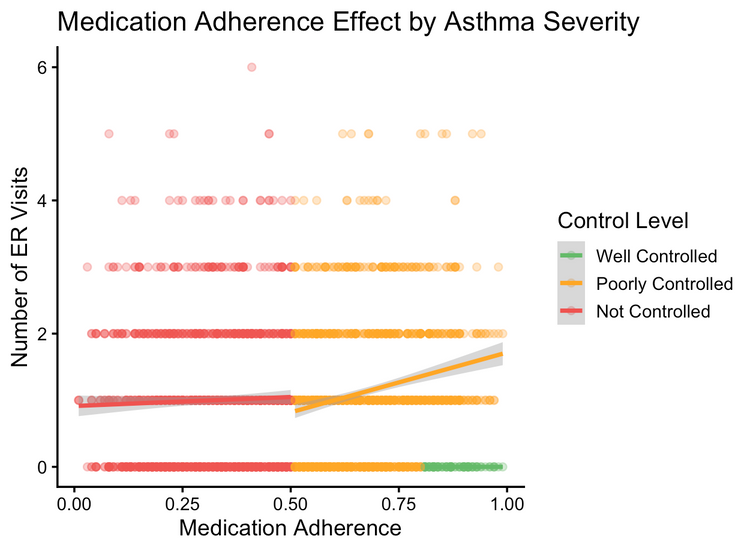 Medication Adherence Effect by Asthma Severity
Number of ER Visits
6
4
2
0
0.00 0.25 0.50 0.75 1.00
Medication Adherence
Control Level
Well Controlled
Poorly Controlled
Not Controlled